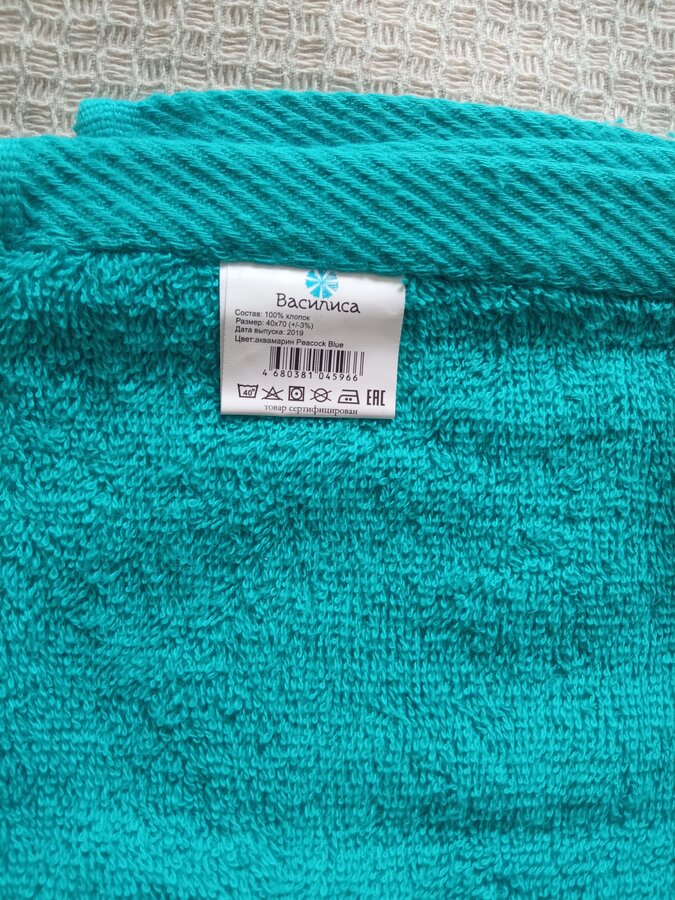 Василиса
Состав: 100% хлопок
Размер: 40х70 (+/-3%)
Дата выпуска: 2019
Цвет:аквамарин Peacock Blue
4 680381 045966
40° EAC
товар сертифицирован